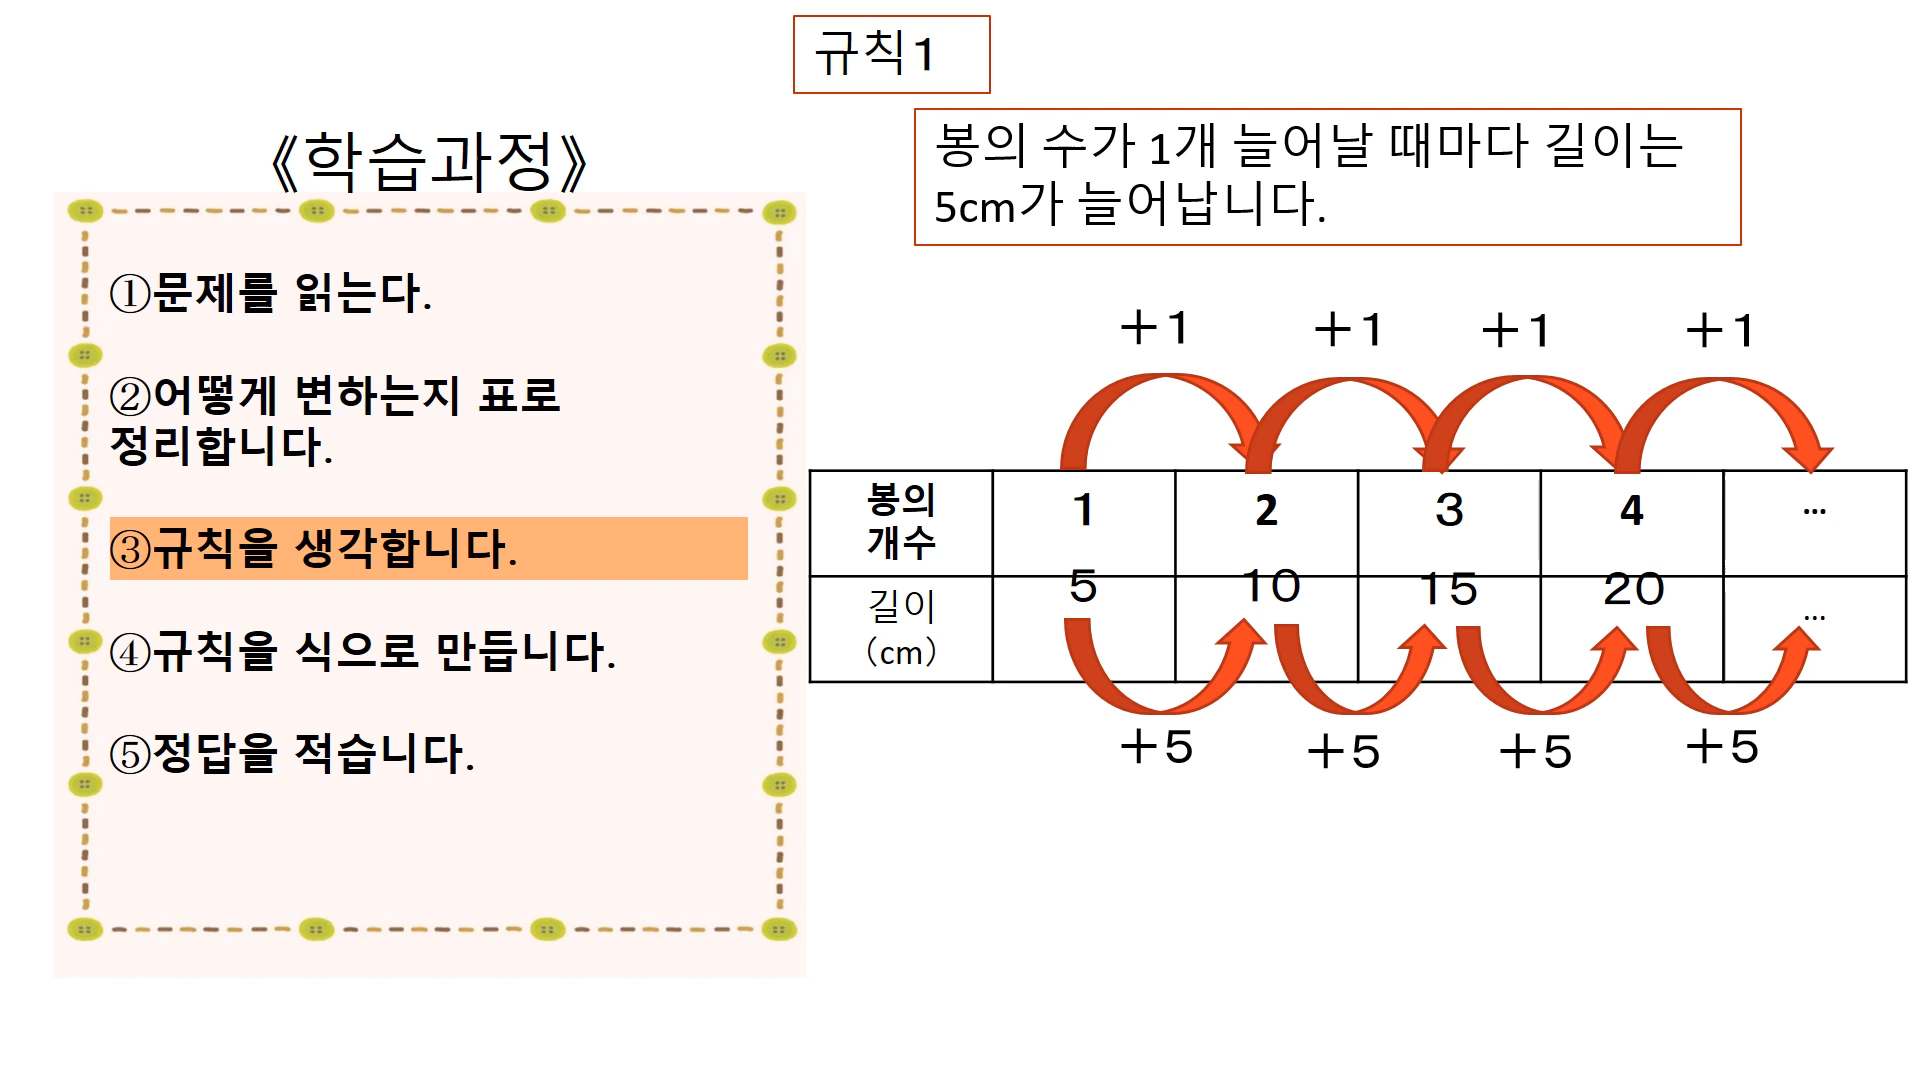 규칙1
봉의 수가 1개 늘어날 때마다 길이는
5cm가 늘어납니다.
《학습과정》
①문제를 읽는다.
②어떻게 변하는지 표로
정리합니다.
③규칙을 생각합니다.
④규칙을 식으로 만듭니다.
⑤정답을 적습니다.
+1 +1 +1 +1
봉의
개수
1 2 3 4 …
길이
(cm)
5 10 15 20 …
+5 +5 +5 +5